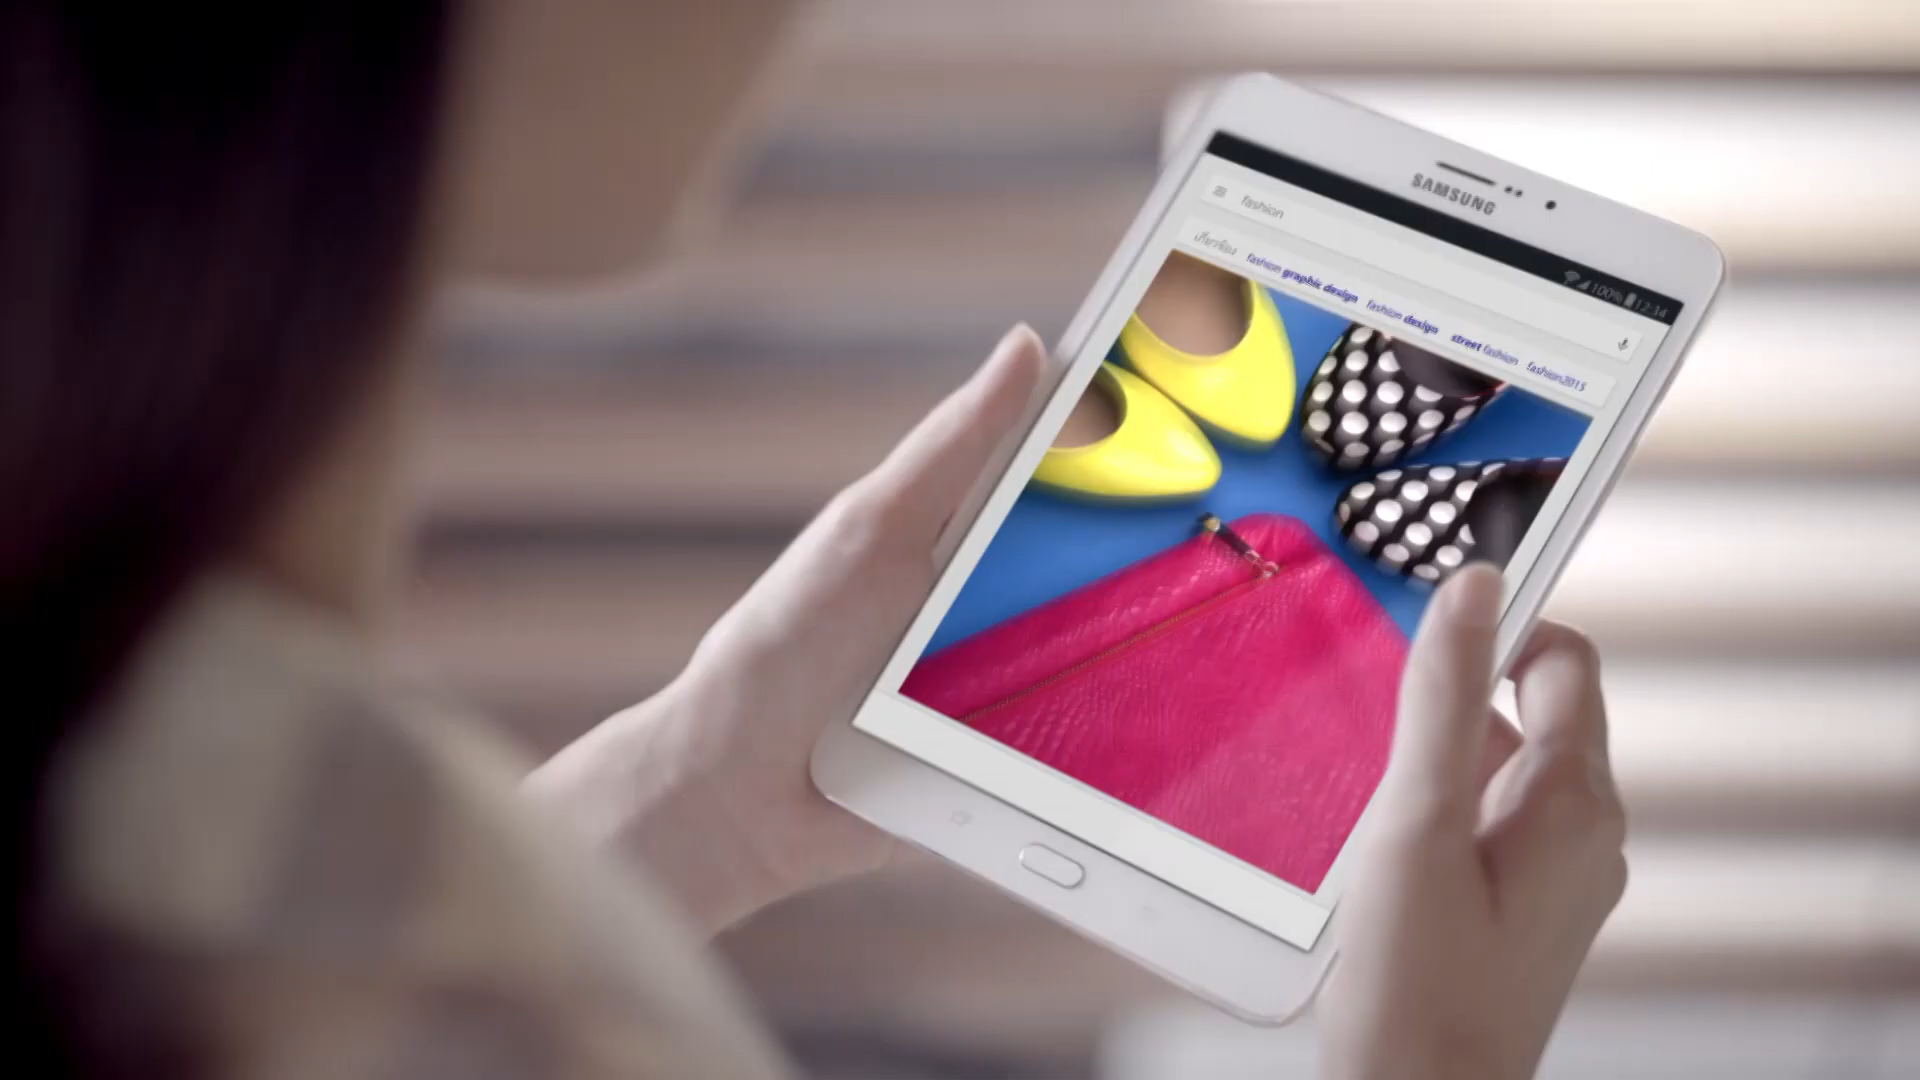 SAMSUNG
100% 12:34
fashion
เกี่ยวข้อง fashion graphic design fashion design street fashion fashion2015